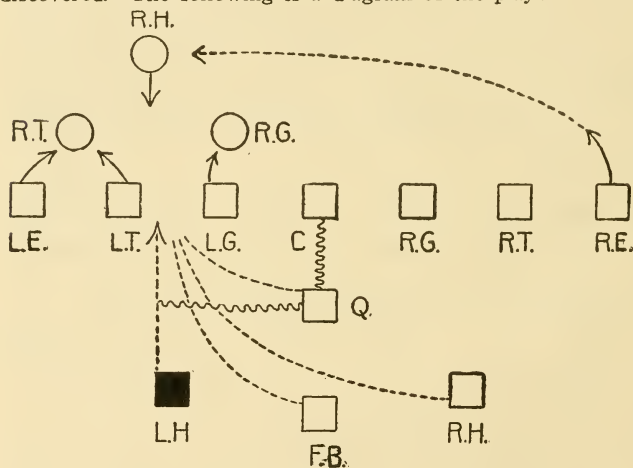 discovered. The following is a diagram of the play
R.H.
R.T. R.G.
L.E. L.T. L.G. C R.G. R.T. R.E.
Q.
L.H F.B. R.H.